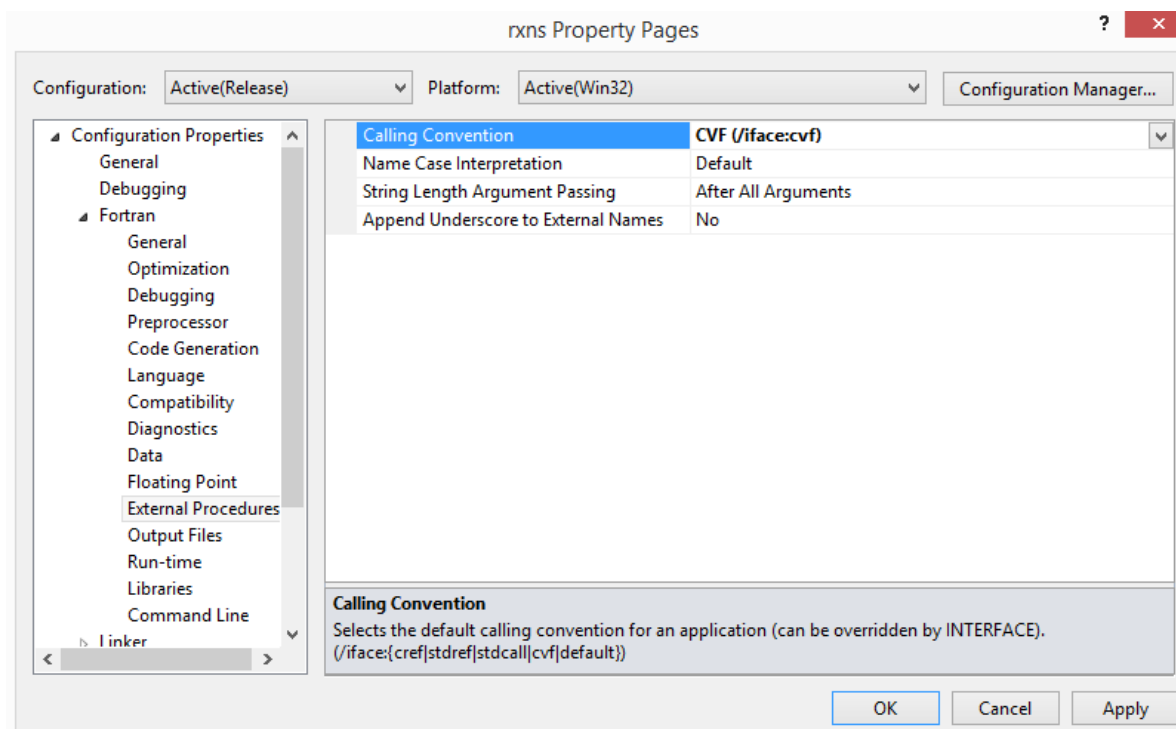 rxns Property Pages
?
Configuration: Active(Release) Platform: Active(Win32) Configuration Manager...
Configuration Properties
General
Debugging
Fortran
General
Optimization
Debugging
Preprocessor
Code Generation
Language
Compatibility
Diagnostics
Data
Floating Point
External Procedures
Output Files
Run-time
Libraries
Command Line
Linker
Calling Convention CVF (/iface:cvf)
Name Case Interpretation Default
String Length Argument Passing After All Arguments
Append Underscore to External Names No
Calling Convention
Selects the default calling convention for an application (can be overridden by INTERFACE).
(/iface:{cref|stdref|stdcall|cvf|default})
OK Cancel Apply